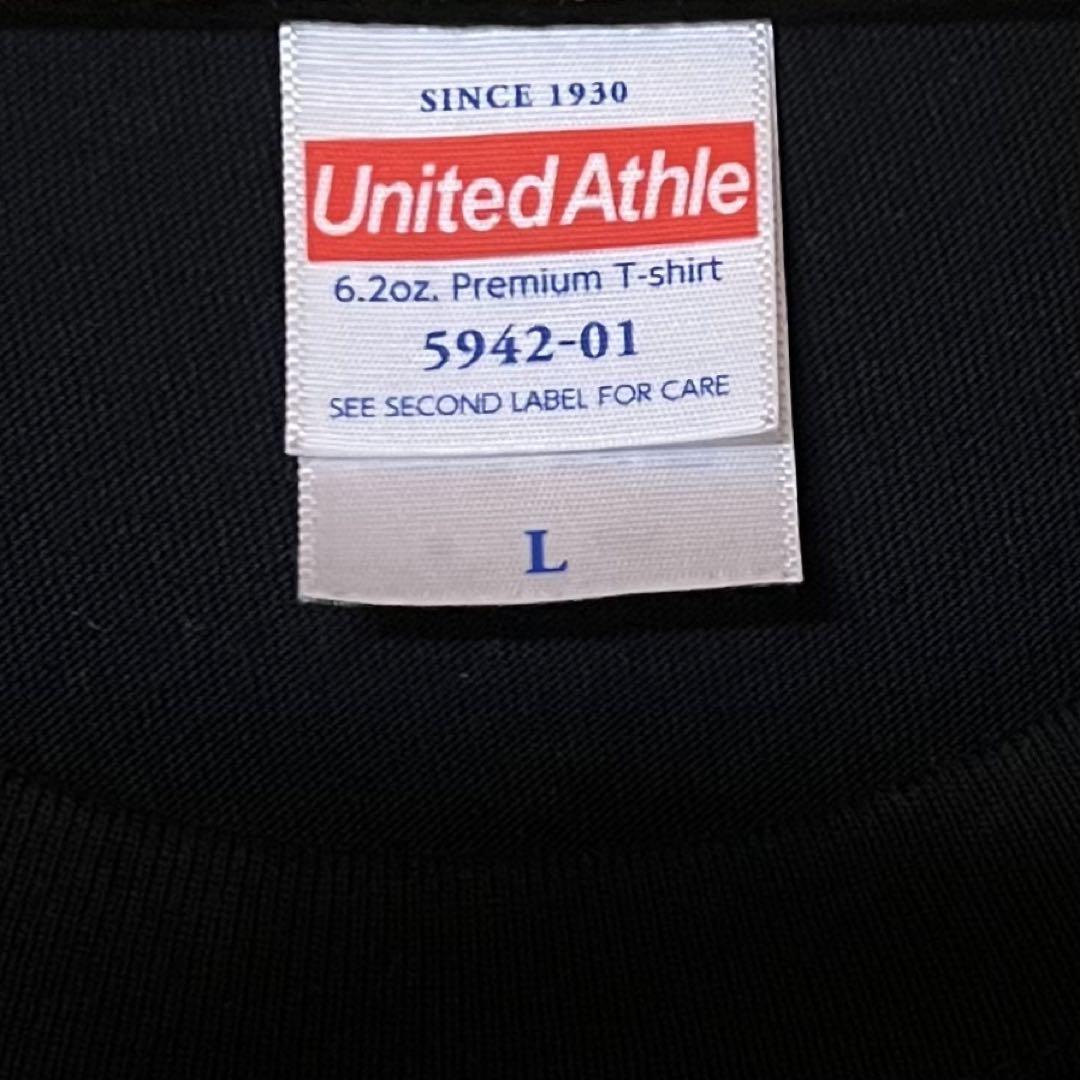 SINCE 1930
United Athle
6.2oz. Premium T-shirt
5942-01
SEE SECOND LABEL FOR CARE
L